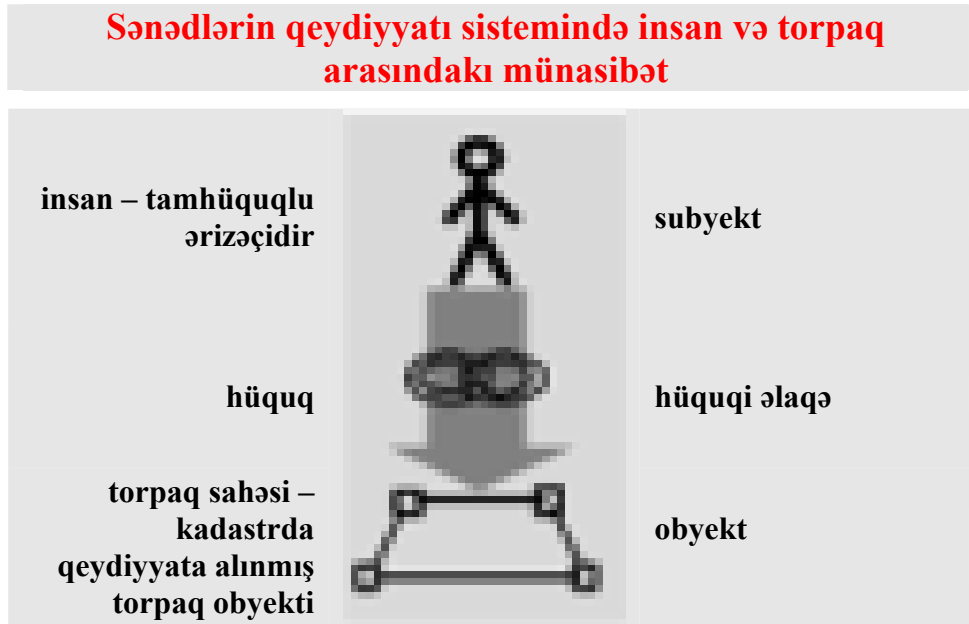 Sənədlərin qeydiyyatı sistemində insan və torpaq
arasındakı münasibət
insan – tamhüquqlu
ərizəçidir
subyekt
hüquq
hüquqi əlaqə
torpaq sahəsi –
kadastrda
qeydiyyata alınmış
torpaq obyekti
obyekt